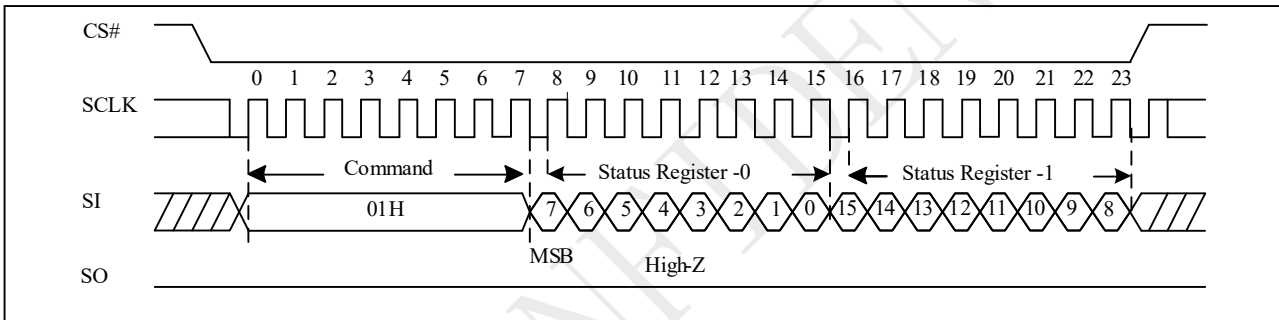 CS#
0 1 2 3 4 5 6 7 8 9 10 11 12 13 14 15 16 17 18 19 20 21 22 23
SCLK
Command Status Register -0 Status Register -1
SI 01H 7 6 5 4 3 2 1 0 15 14 13 12 11 10 9 8
MSB High-Z
SO